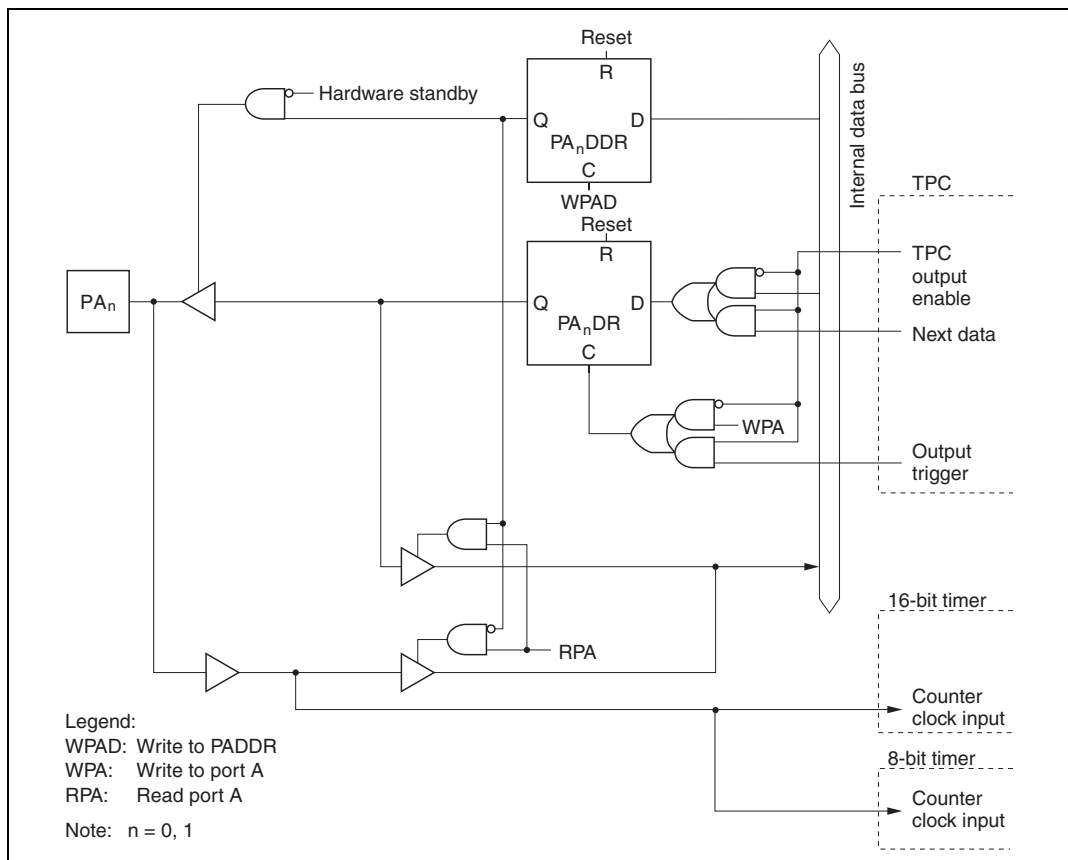 Reset
R
Hardware standby
Q
D
PAnDDR
C
WPAD
Internal data bus
TPC
Reset
R
TPC
output
enable
PAn
Q
D
PAnDR
Next data
C
WPA
Output
trigger
16-bit timer
RPA
Counter
clock input
Legend:
WPAD: Write to PADDR
WPA: Write to port A
RPA: Read port A
Note: n = 0, 1
8-bit timer
Counter
clock input